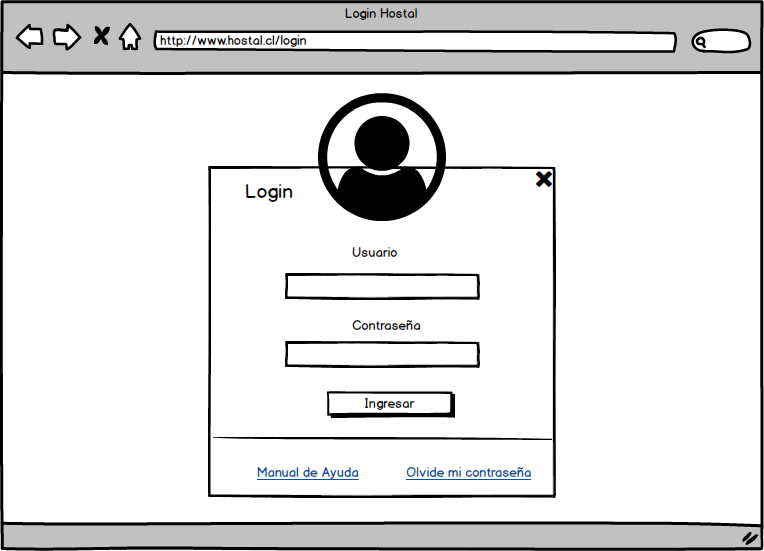 Login Hostal
http://www.hostal.cl/login
Login
Usuario
Contraseña
Ingresar
Manual de Ayuda
Olvide mi contraseña